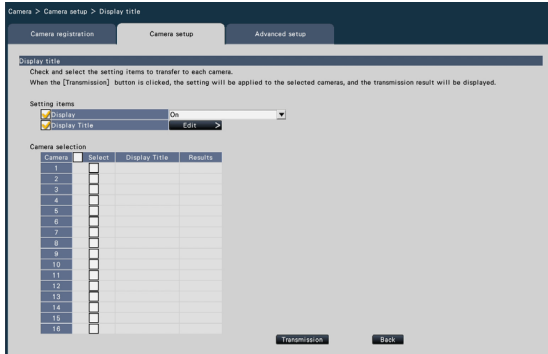 Camera > Camera setup > Display title
Camera registration Camera setup Advanced setup
Display title
Check and select the setting items to transfer to each camera.
When the [Transmission] button is clicked, the setting will be applied to the selected cameras, and the transmission result will be displayed.
Setting items
Display On
Display Title Edit >
Camera selection
Camera Select Display Title Results
1
2
3
4
5
6
7
8
9
10
11
12
13
14
15
16
Transmission Back